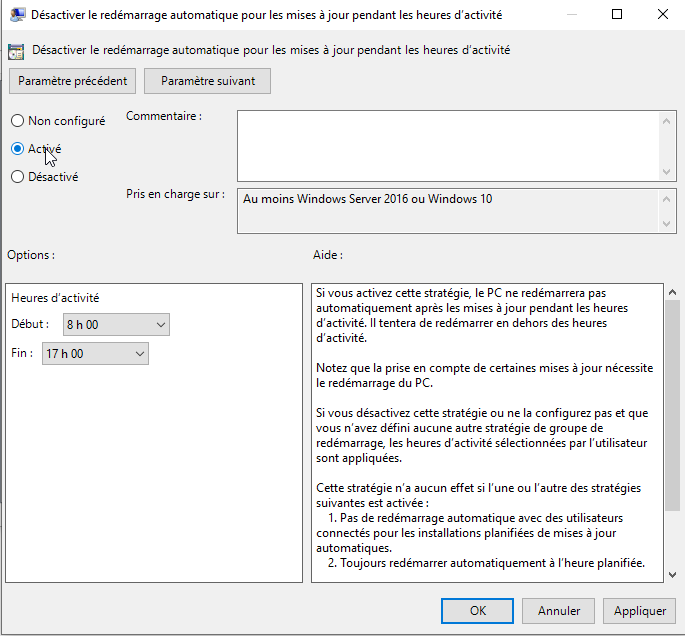 Désactiver le redémarrage automatique pour les mises à jour pendant les heures d’activité
Désactiver le redémarrage automatique pour les mises à jour pendant les heures d’activité
Paramètre précédent
Paramètre suivant
Non configuré
Activé
Désactivé
Commentaire :
Pris en charge sur :
Au moins Windows Server 2016 ou Windows 10
Options :
Aide :
Heures d’activité
Début :
8 h 00
Fin :
17 h 00
Si vous activez cette stratégie, le PC ne redémarrera pas
automatiquement après les mises à jour pendant les heures
d’activité. Il tentera de redémarrer en dehors des heures
d’activité.
Notez que la prise en compte de certaines mises à jour nécessite
le redémarrage du PC.
Si vous désactivez cette stratégie ou ne la configurez pas et que
vous n’avez défini aucune autre stratégie de groupe de
redémarrage, les heures d’activité sélectionnées par l’utilisateur
sont appliquées.
Cette stratégie n’a aucun effet si l’une ou l’autre des stratégies
suivantes est activée :
1. Pas de redémarrage automatique avec des utilisateurs
connectés pour les installations planifiées de mises à jour
automatiques.
2. Toujours redémarrer automatiquement à l’heure planifiée.
OK
Annuler
Appliquer